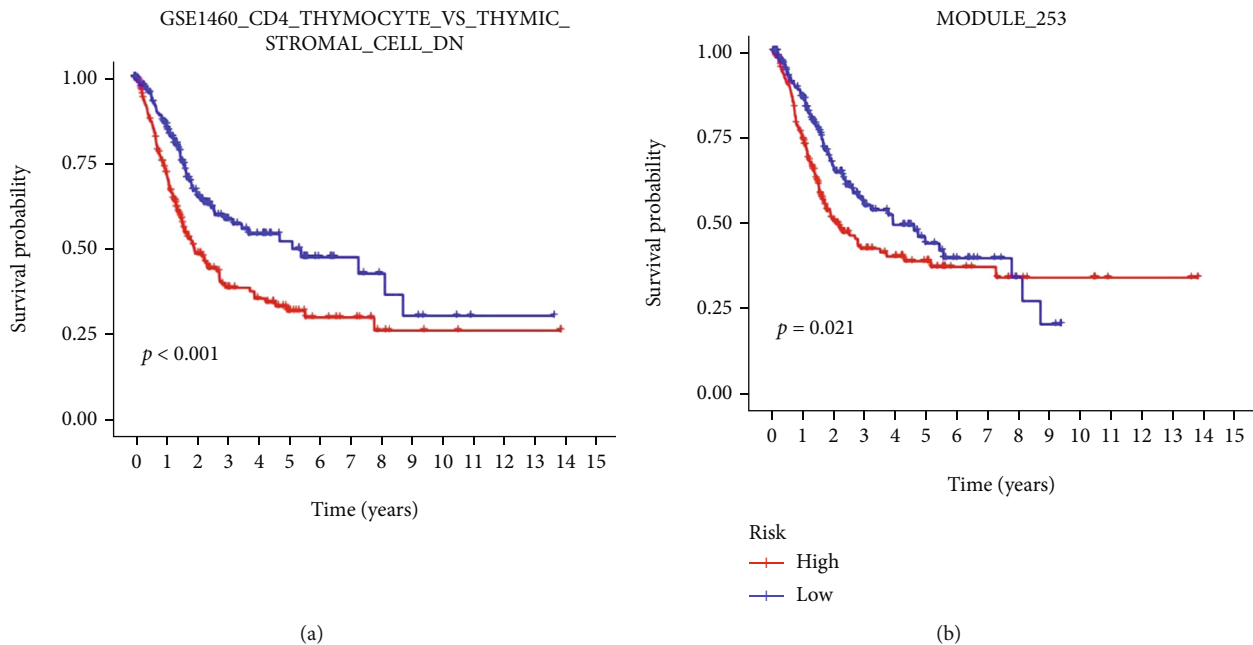 GSE1460_CD4_THYMOCYTE_VS_THYMIC_
STROMAL_CELL_DN
1.00
0.75
0.50
0.25
0.00
Survival probability
p < 0.001
0 1 2 3 4 5 6 7 8 9 10 11 12 13 14 15
Time (years)
(a)
MODULE_253
1.00
0.75
0.50
0.25
0.00
Survival probability
p = 0.021
0 1 2 3 4 5 6 7 8 9 10 11 12 13 14 15
Time (years)
Risk
High
Low
(b)